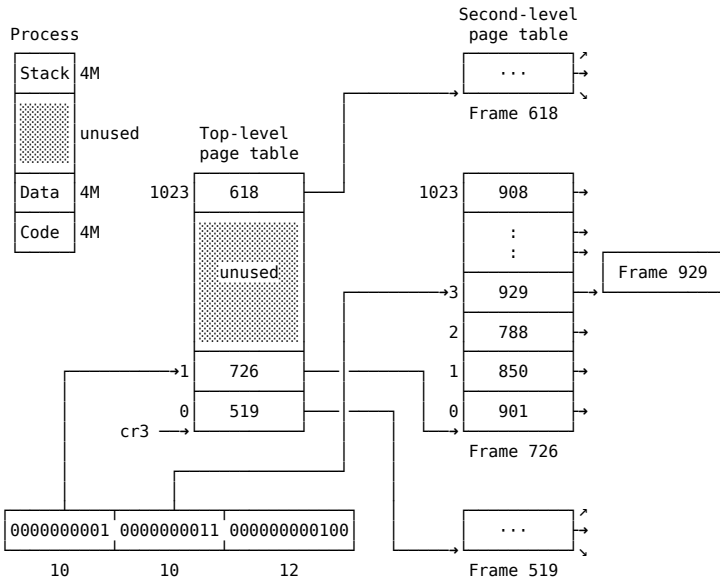 Second-level
page table
Process
Stack 4M
···
Frame 618
unused
Top-level
page table
Data 4M
1023 618
1023 908
Code 4M
:
:
unused
3 929
Frame 929
2 788
1 726
1 850
0 519
0 901
cr3
Frame 726
0000000001 0000000011 000000000100
···
10 10 12
Frame 519